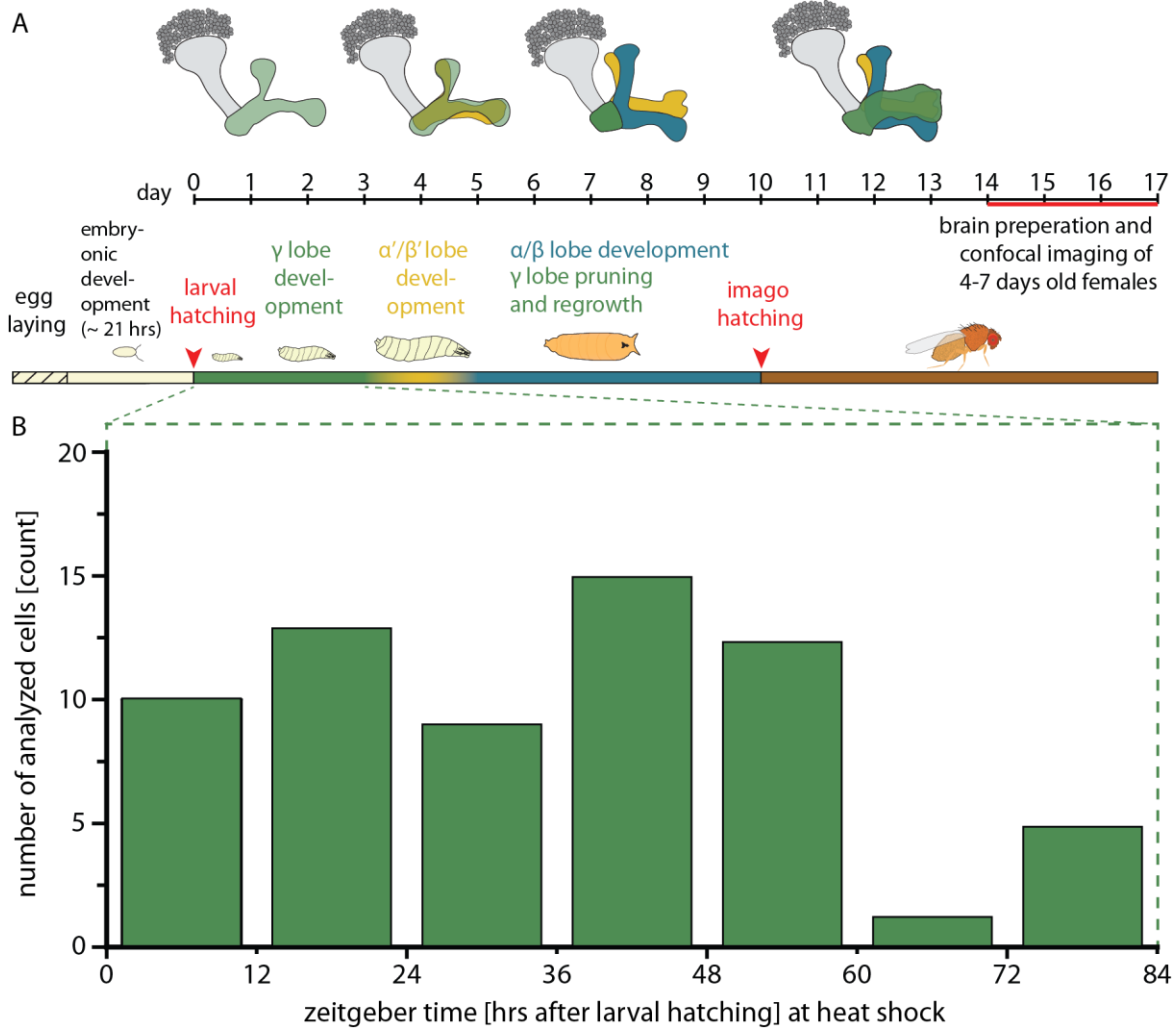 A
day
0 1 2 3 4 5 6 7 8 9 10 11 12 13 14 15 16 17
egg
laying
embry-
onic
devel-
opment
(~ 21 hrs)
larval
hatching
γ lobe
devel-
opment
α'/β' lobe
devel-
opment
α/β lobe development
γ lobe pruning
and regrowth
imago
hatching
brain preperation and
confocal imaging of
4-7 days old females
B
number of analyzed cells [count]
20
15
10
5
0
0 12 24 36 48 60 72 84
zeitgeber time [hrs after larval hatching] at heat shock